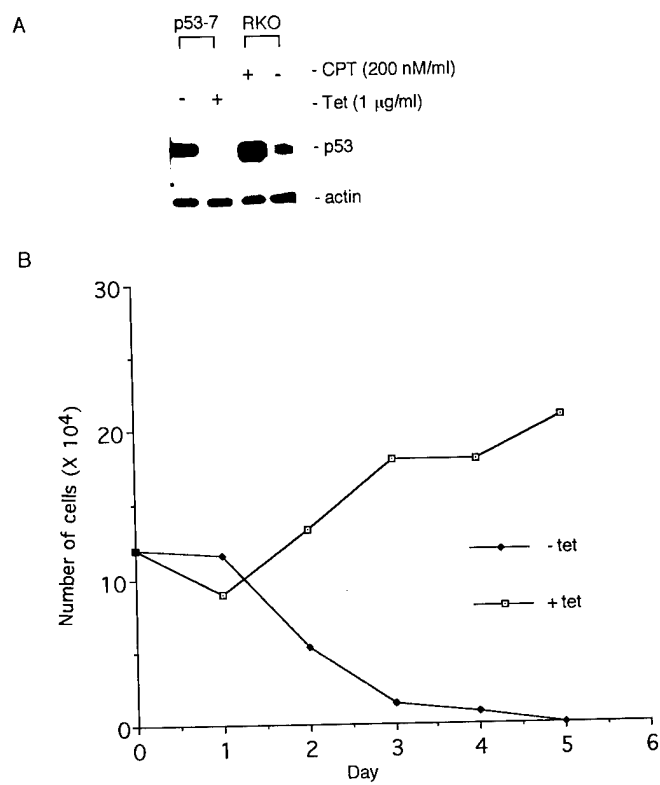 A
p53-7 RKO
+ - - CPT (200 nM/ml)
- + - Tet (1 μg/ml)
- p53
- actin
B
30
20
10
0
Number of cells (X 10⁴)
- tet
+ tet
0 1 2 3 4 5 6
Day